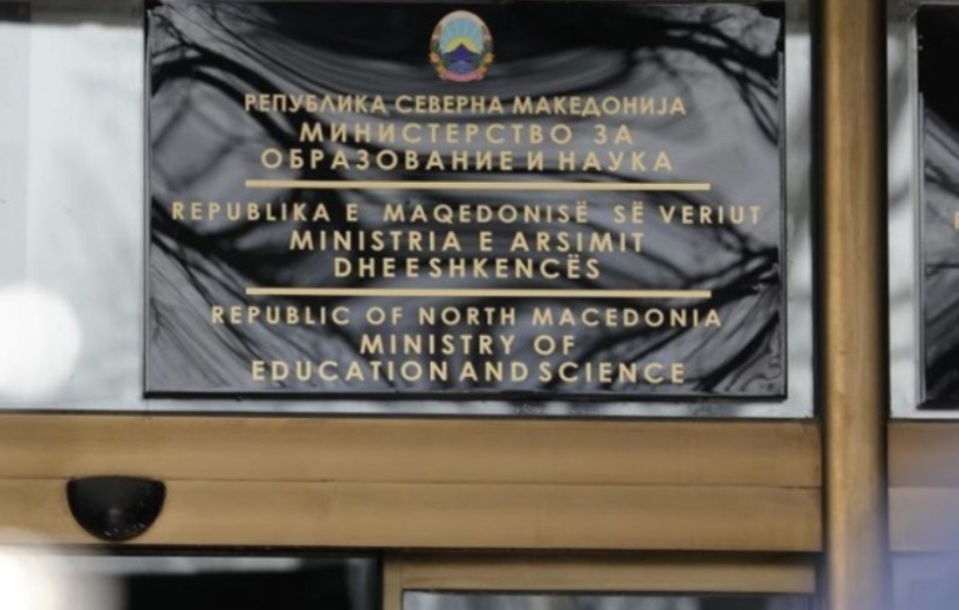 РЕПУБЛИКА СЕВЕРНА МАКЕДОНИЈА
МИНИСТЕРСТВО ЗА
ОБРАЗОВАНИЕ И НАУКА
REPUBLIKA E MAQEDONISË SË VERIUT
MINISTRIA E ARSIMIT
DHE E SHKENCËS
REPUBLIC OF NORTH MACEDONIA
MINISTRY OF
EDUCATION AND SCIENCE